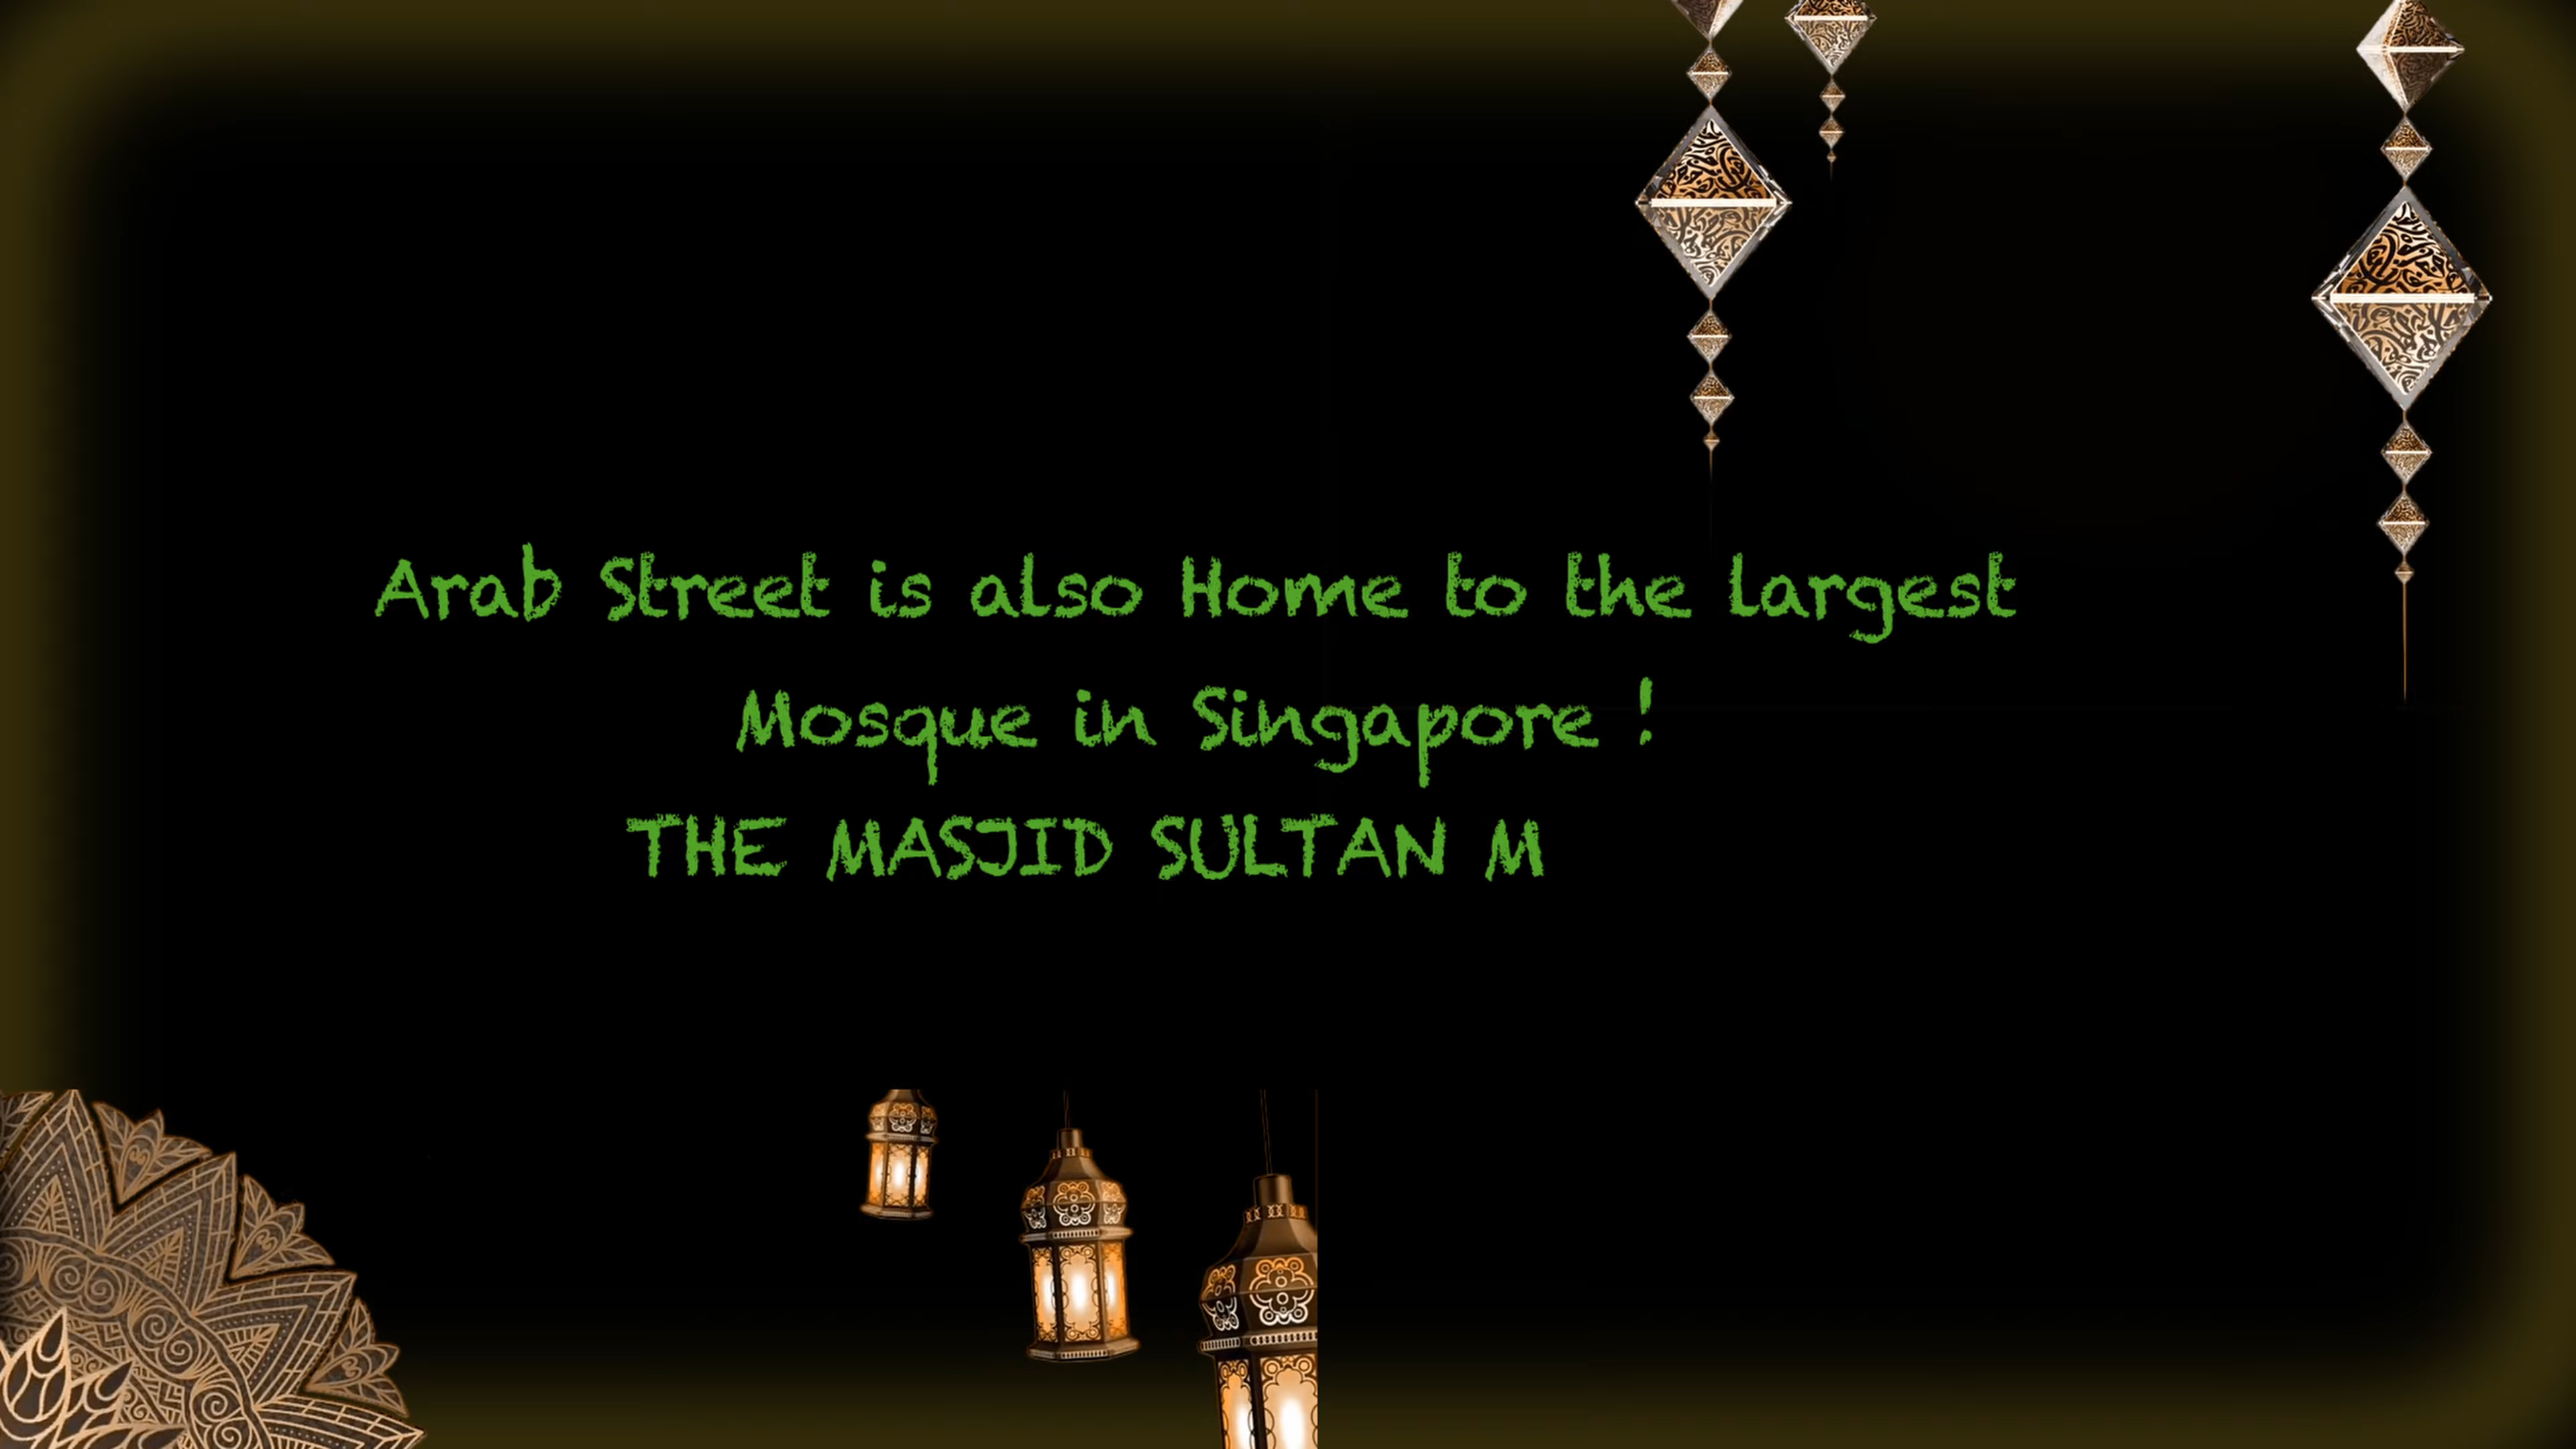 Arab Street is also Home to the largest
Mosque in Singapore !
THE MASJID SULTAN M